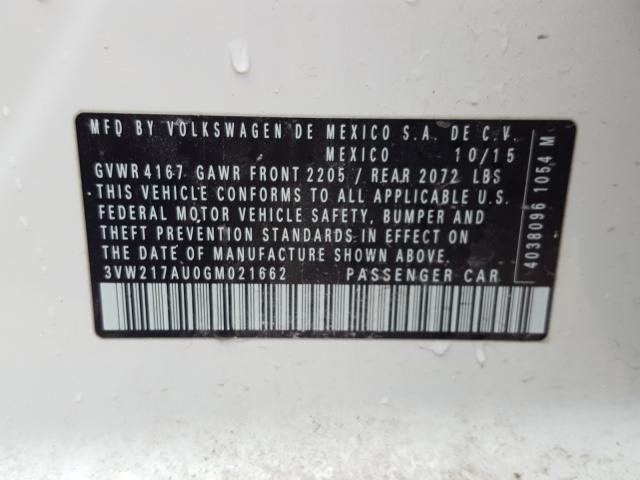 MFD BY VOLKSWAGEN DE MEXICO S.A. DE C.V.
MEXICO 10/15
GVWR 4167 GAWR FRONT 2205 / REAR 2072 LBS
THIS VEHICLE CONFORMS TO ALL APPLICABLE U.S.
FEDERAL MOTOR VEHICLE SAFETY, BUMPER AND
THEFT PREVENTION STANDARDS IN EFFECT ON
THE DATE OF MANUFACTURE SHOWN ABOVE.
3VW217AU0GM021662 PASSENGER CAR
4038096 1054 M